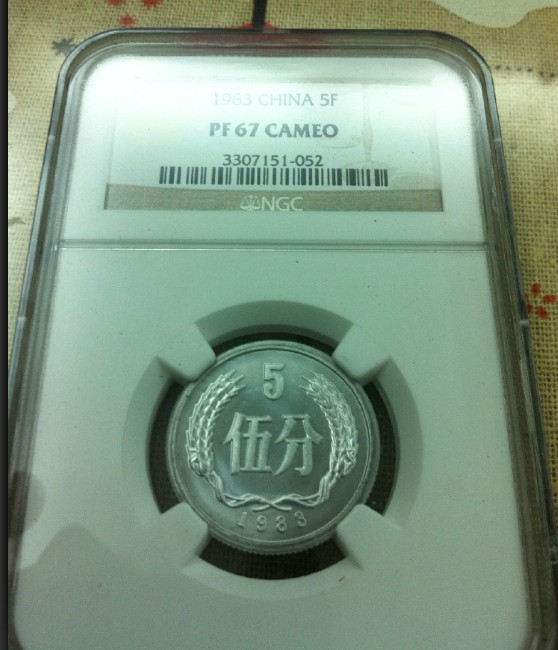 1983 CHINA 5F
PF 67 CAMEO
3307151-052
NGC
5
伍分
1983